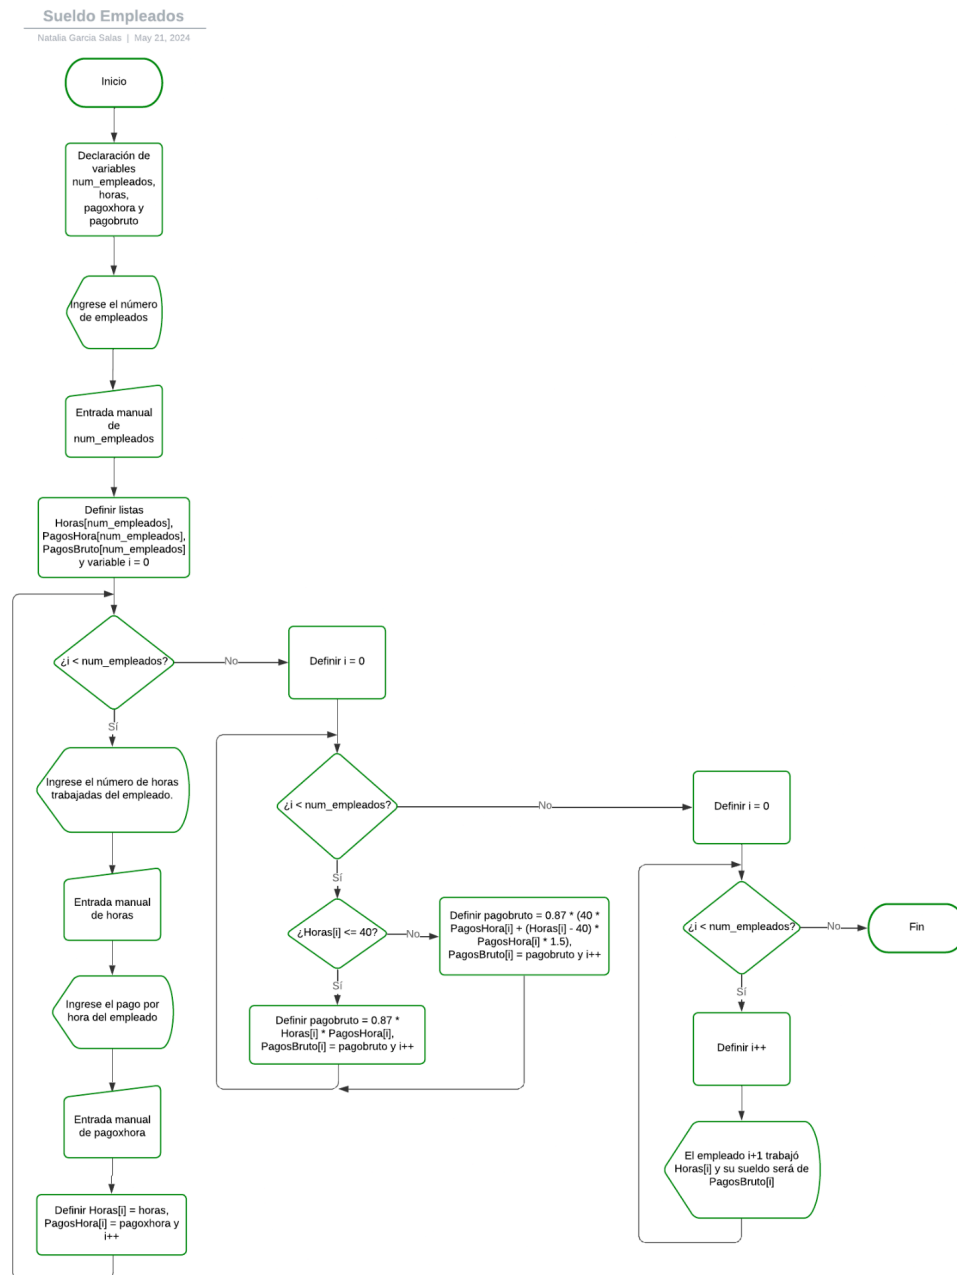 Sueldo Empleados
Natalia Garcia Salas | May 21, 2024
Inicio
Declaración de
variables
num_empleados,
horas,
pagoxhora y
pagobruto
Ingrese el número
de empleados
Entrada manual
de
num_empleados
Definir listas
Horas[num_empleados],
PagosHora[num_empleados],
PagosBruto[num_empleados]
y variable i = 0
¿i < num_empleados?
No
Definir i = 0
Sí
Ingrese el número de horas
trabajadas del empleado.
Entrada manual
de horas
Ingrese el pago por
hora del empleado
Entrada manual
de pagoxhora
Definir Horas[i] = horas,
PagosHora[i] = pagoxhora y
i++
¿i < num_empleados?
No
Definir i = 0
Sí
¿Horas[i] <= 40?
No
Definir pagobruto = 0.87 * (40 *
PagosHora[i] + (Horas[i] - 40) *
PagosHora[i] * 1.5),
PagosBruto[i] = pagobruto y i++
Sí
Definir pagobruto = 0.87 *
Horas[i] * PagosHora[i],
PagosBruto[i] = pagobruto y i++
¿i < num_empleados?
No
Fin
Sí
Definir i++
El empleado i+1 trabajó
Horas[i] y su sueldo será de
PagosBruto[i]